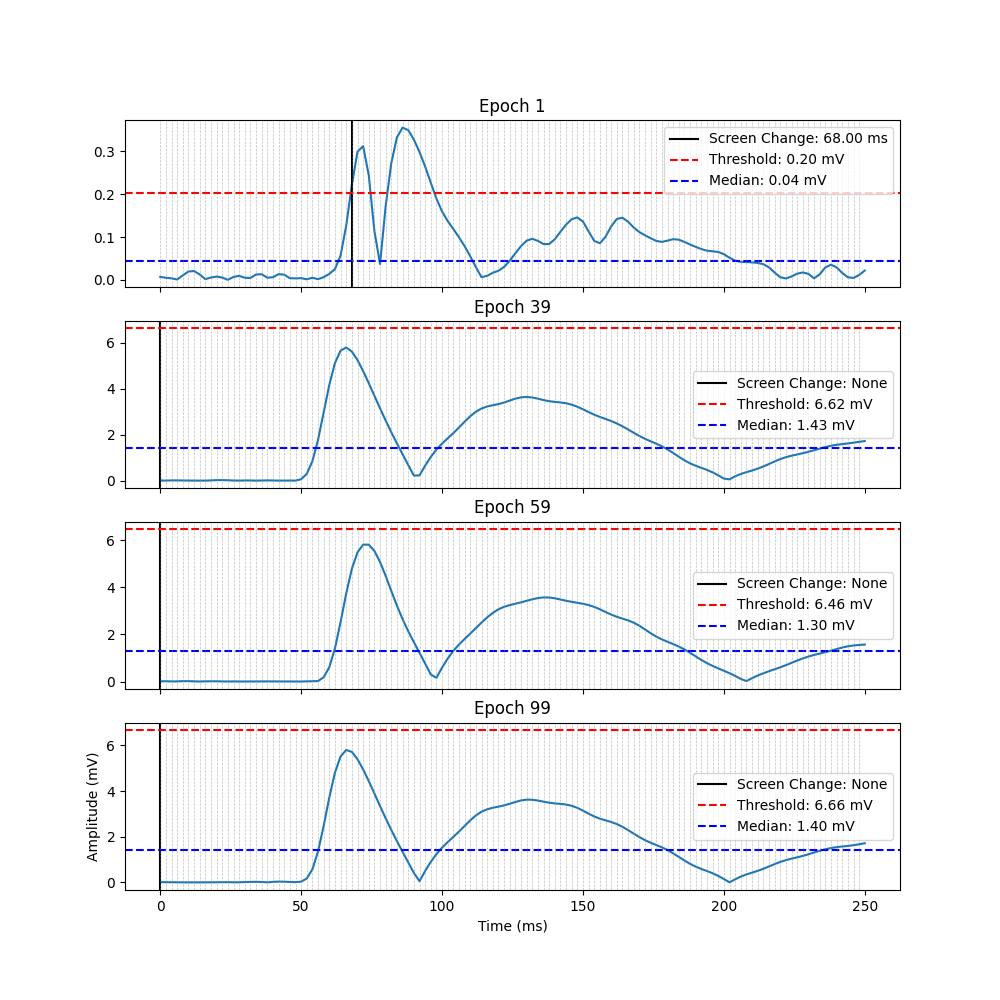 Epoch 1
0.3
0.2
0.1
0.0
Screen Change: 68.00 ms
Threshold: 0.20 mV
Median: 0.04 mV
Epoch 39
6
4
2
0
Screen Change: None
Threshold: 6.62 mV
Median: 1.43 mV
Epoch 59
6
4
2
0
Screen Change: None
Threshold: 6.46 mV
Median: 1.30 mV
Epoch 99
Amplitude (mV)
6
4
2
0
Screen Change: None
Threshold: 6.66 mV
Median: 1.40 mV
0 50 100 150 200 250
Time (ms)